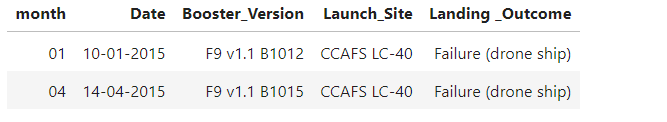 month Date Booster_Version Launch_Site Landing _Outcome
01 10-01-2015 F9 v1.1 B1012 CCAFS LC-40 Failure (drone ship)
04 14-04-2015 F9 v1.1 B1015 CCAFS LC-40 Failure (drone ship)